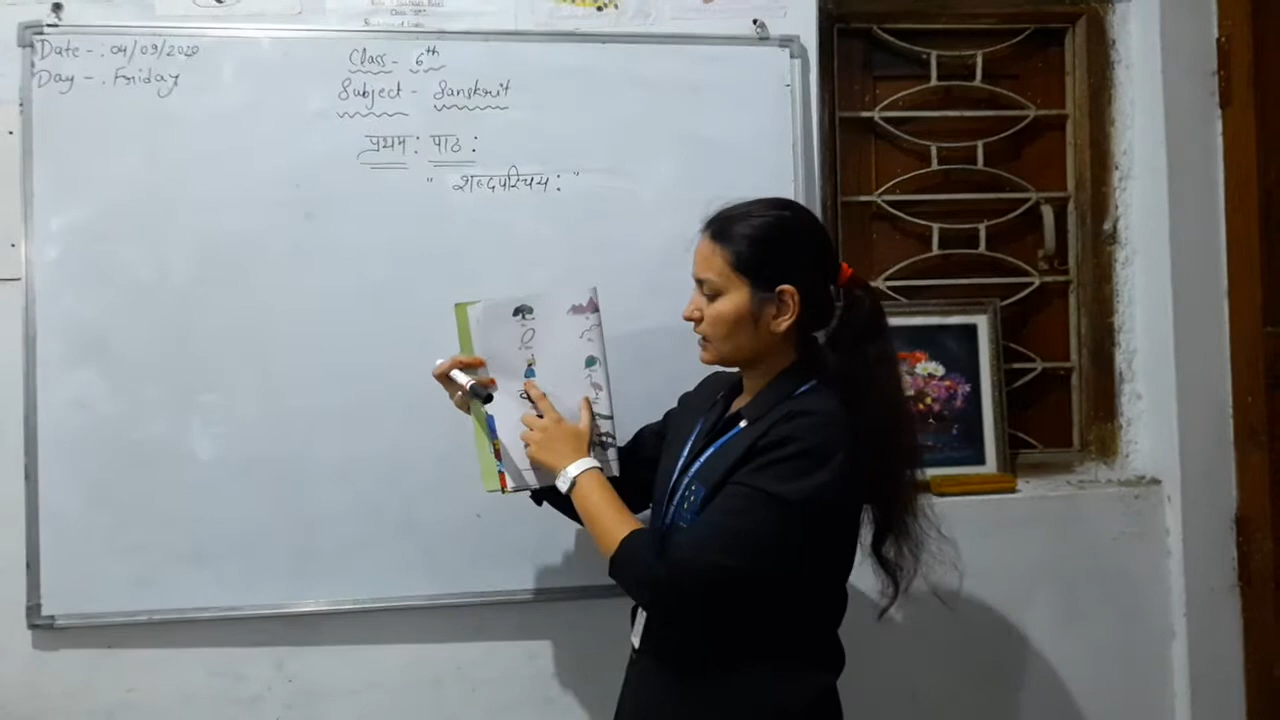 Date -: 04/09/2020
Day -. Friday
Class - 6th
Subject - Sanskrit
प्रथम: पाठ:
" शब्दपरिचय: "